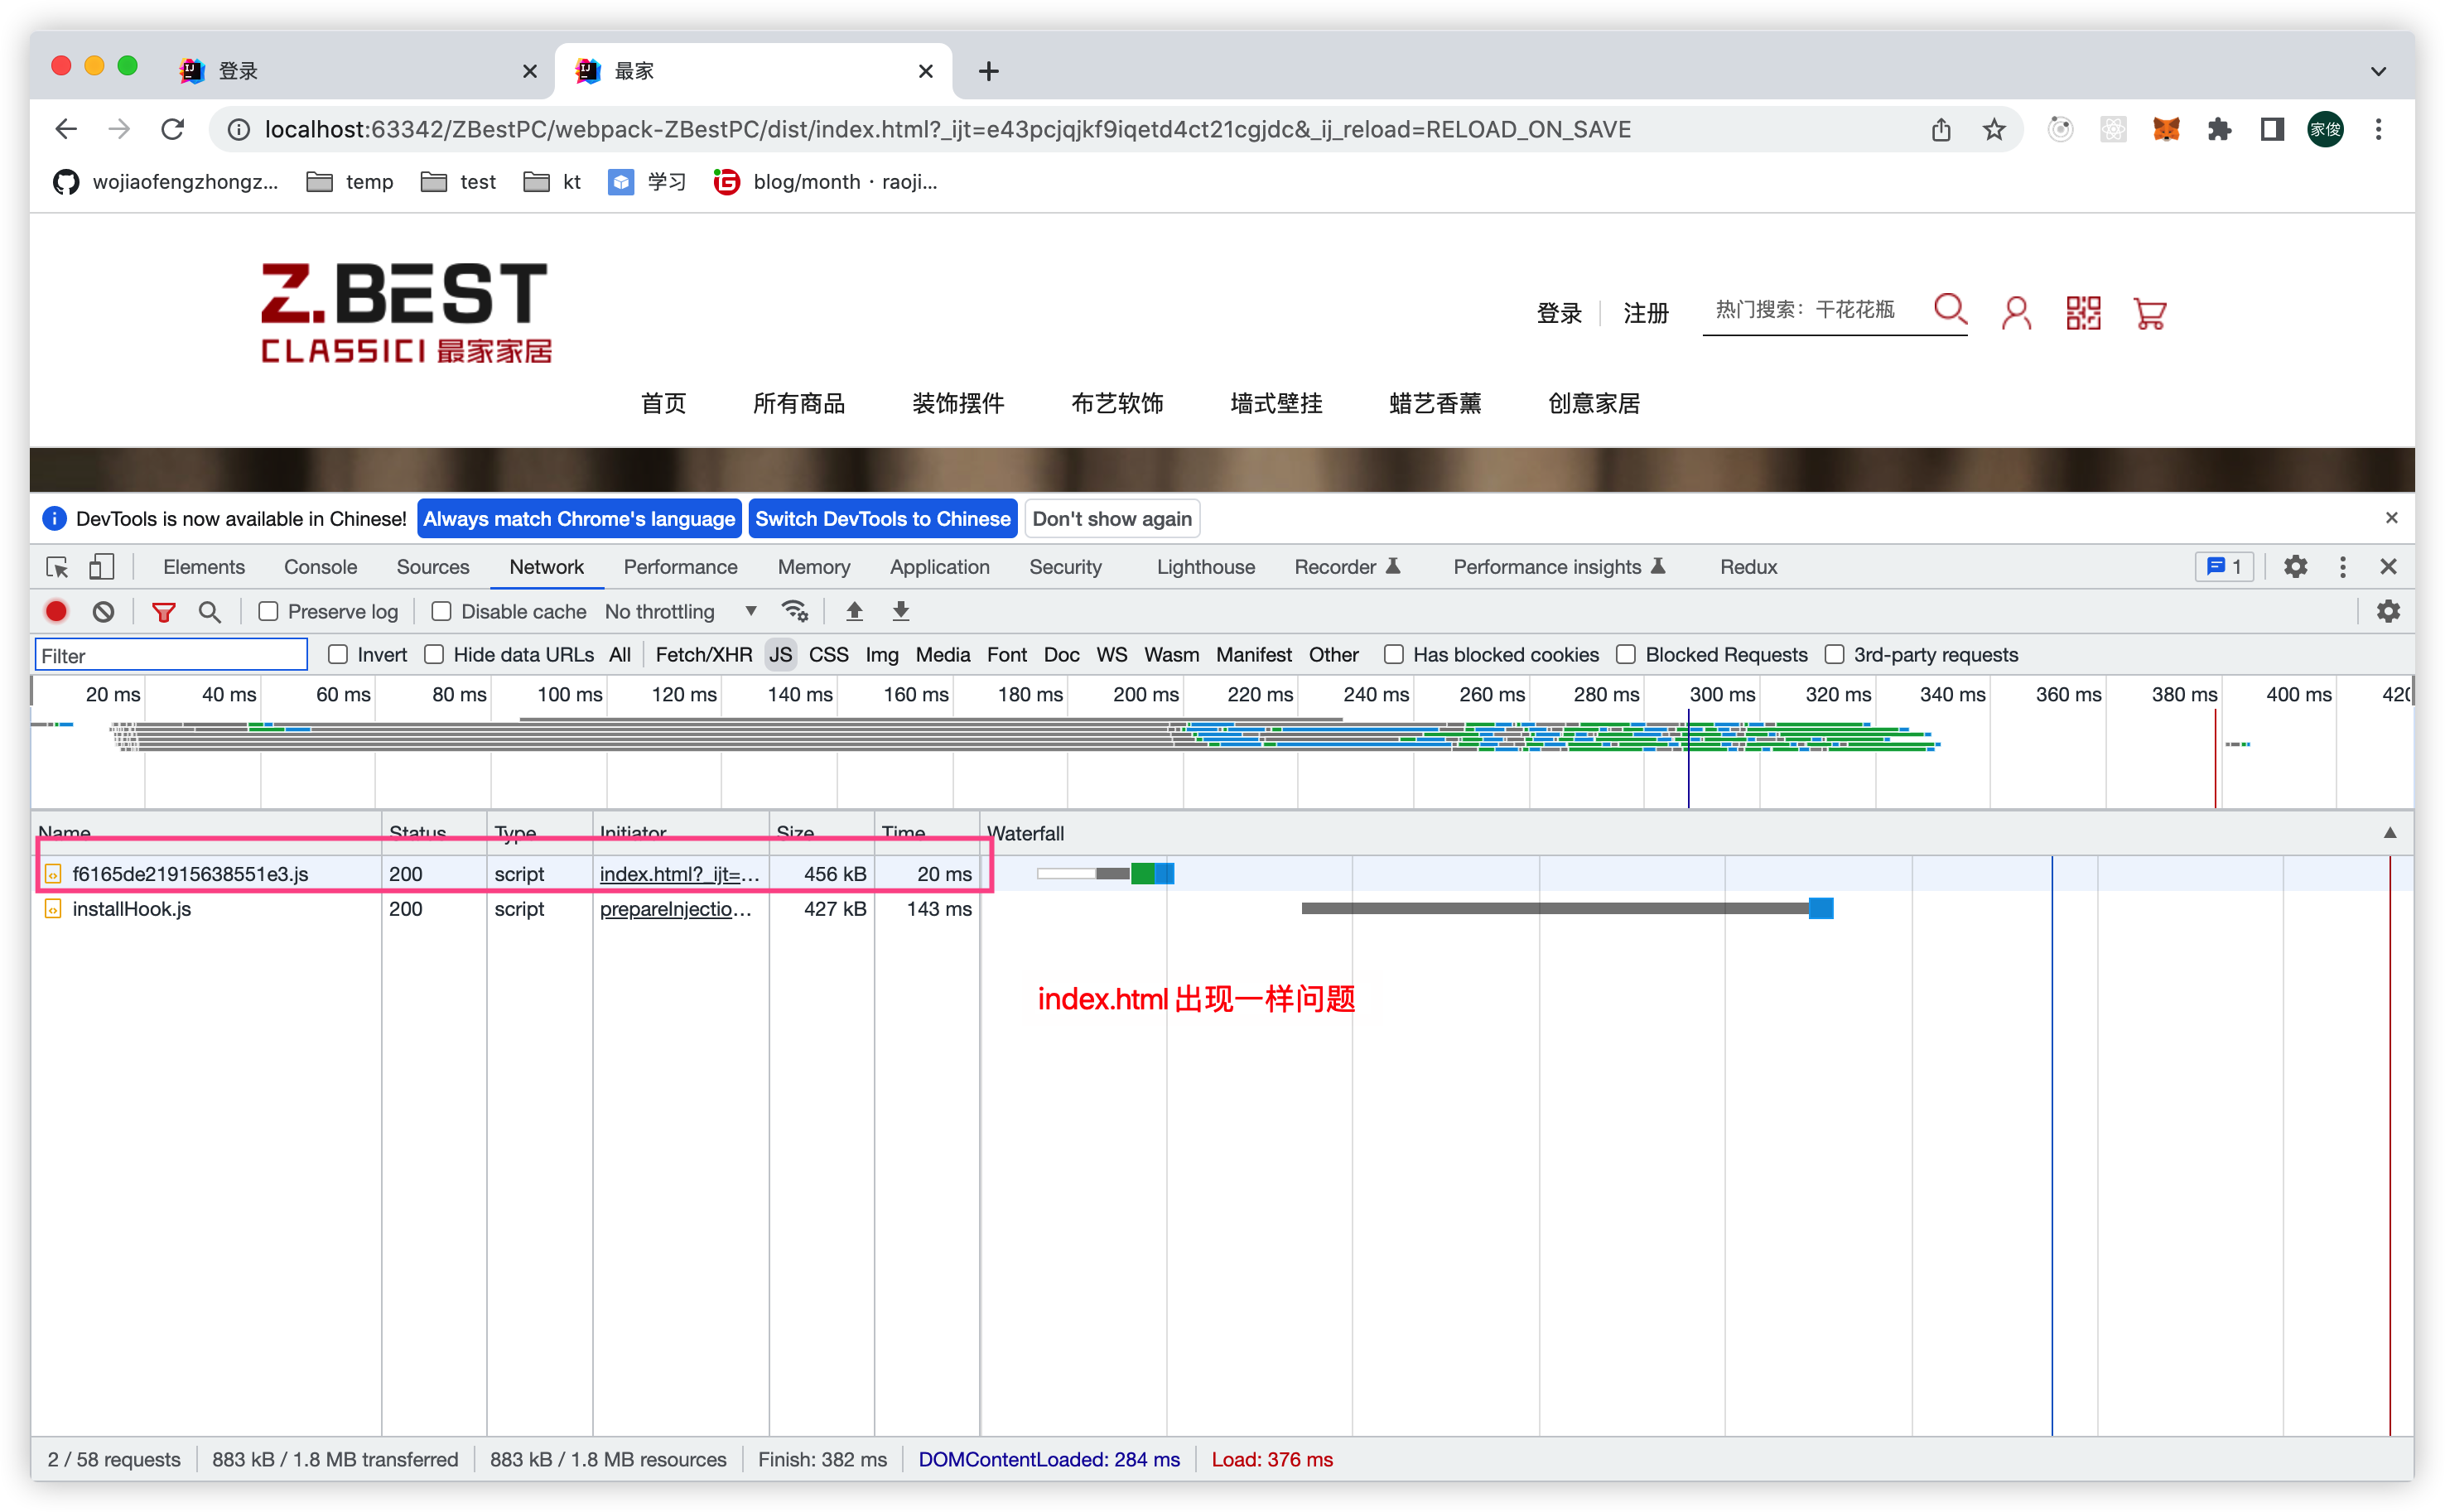 登录
最家
localhost:63342/ZBestPC/webpack-ZBestPC/dist/index.html?_ijt=e43pcjqjkf9iqetd4ct21cgjdc&_ij_reload=RELOAD_ON_SAVE
家俊
wojiaofengzhongz... temp test kt 学习 blog/month · raoji...
Z.BEST
CLASSICI 最家家居
登录 注册 热门搜索：干花花瓶
首页 所有商品 装饰摆件 布艺软饰 墙式壁挂 蜡艺香薰 创意家居
DevTools is now available in Chinese! Always match Chrome's language Switch DevTools to Chinese Don't show again
Elements Console Sources Network Performance Memory Application Security Lighthouse Recorder Performance insights Redux 1
Preserve log Disable cache No throttling
Filter Invert Hide data URLs All Fetch/XHR JS CSS Img Media Font Doc WS Wasm Manifest Other Has blocked cookies Blocked Requests 3rd-party requests
20 ms 40 ms 60 ms 80 ms 100 ms 120 ms 140 ms 160 ms 180 ms 200 ms 220 ms 240 ms 260 ms 280 ms 300 ms 320 ms 340 ms 360 ms 380 ms 400 ms 420
Name Status Type Initiator Size Time Waterfall
f6165de21915638551e3.js 200 script index.html?_ijt=... 456 kB 20 ms
installHook.js 200 script prepareInjectio... 427 kB 143 ms
index.html 出现一样问题
2 / 58 requests 883 kB / 1.8 MB transferred 883 kB / 1.8 MB resources Finish: 382 ms DOMContentLoaded: 284 ms Load: 376 ms